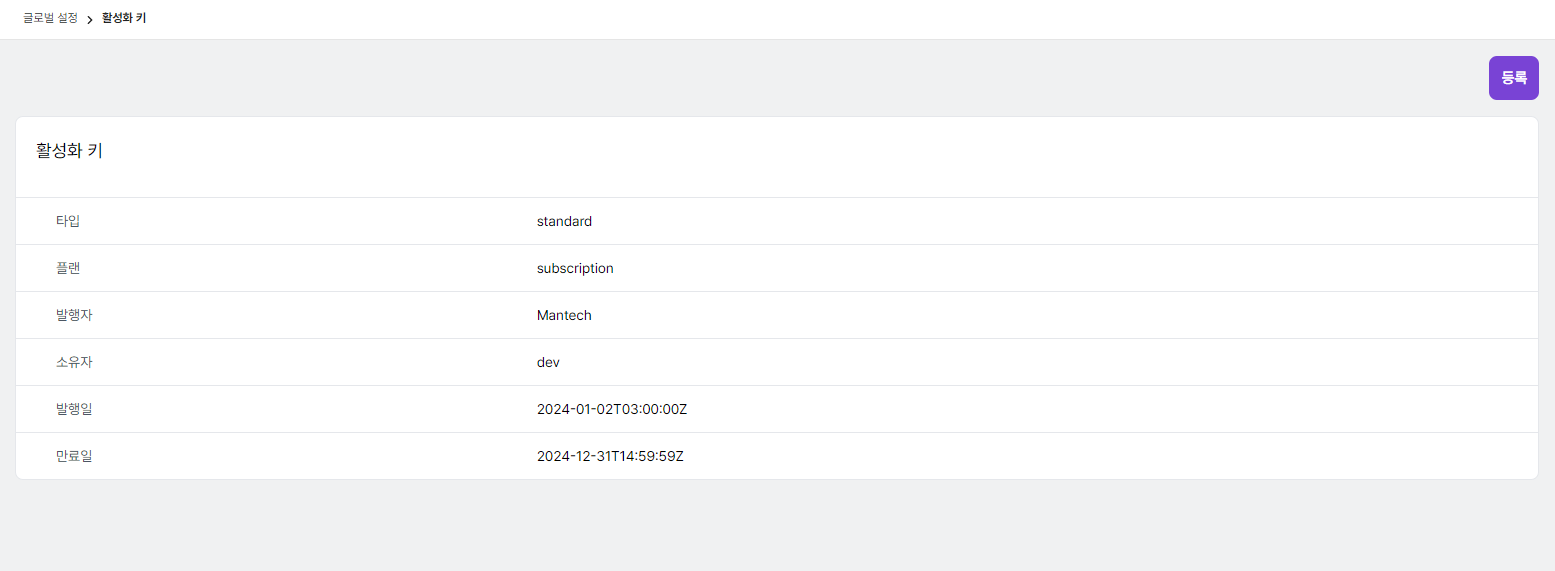 글로벌 설정 > 활성화 키
등록
활성화 키
타입 standard
플랜 subscription
발행자 Mantech
소유자 dev
발행일 2024-01-02T03:00:00Z
만료일 2024-12-31T14:59:59Z